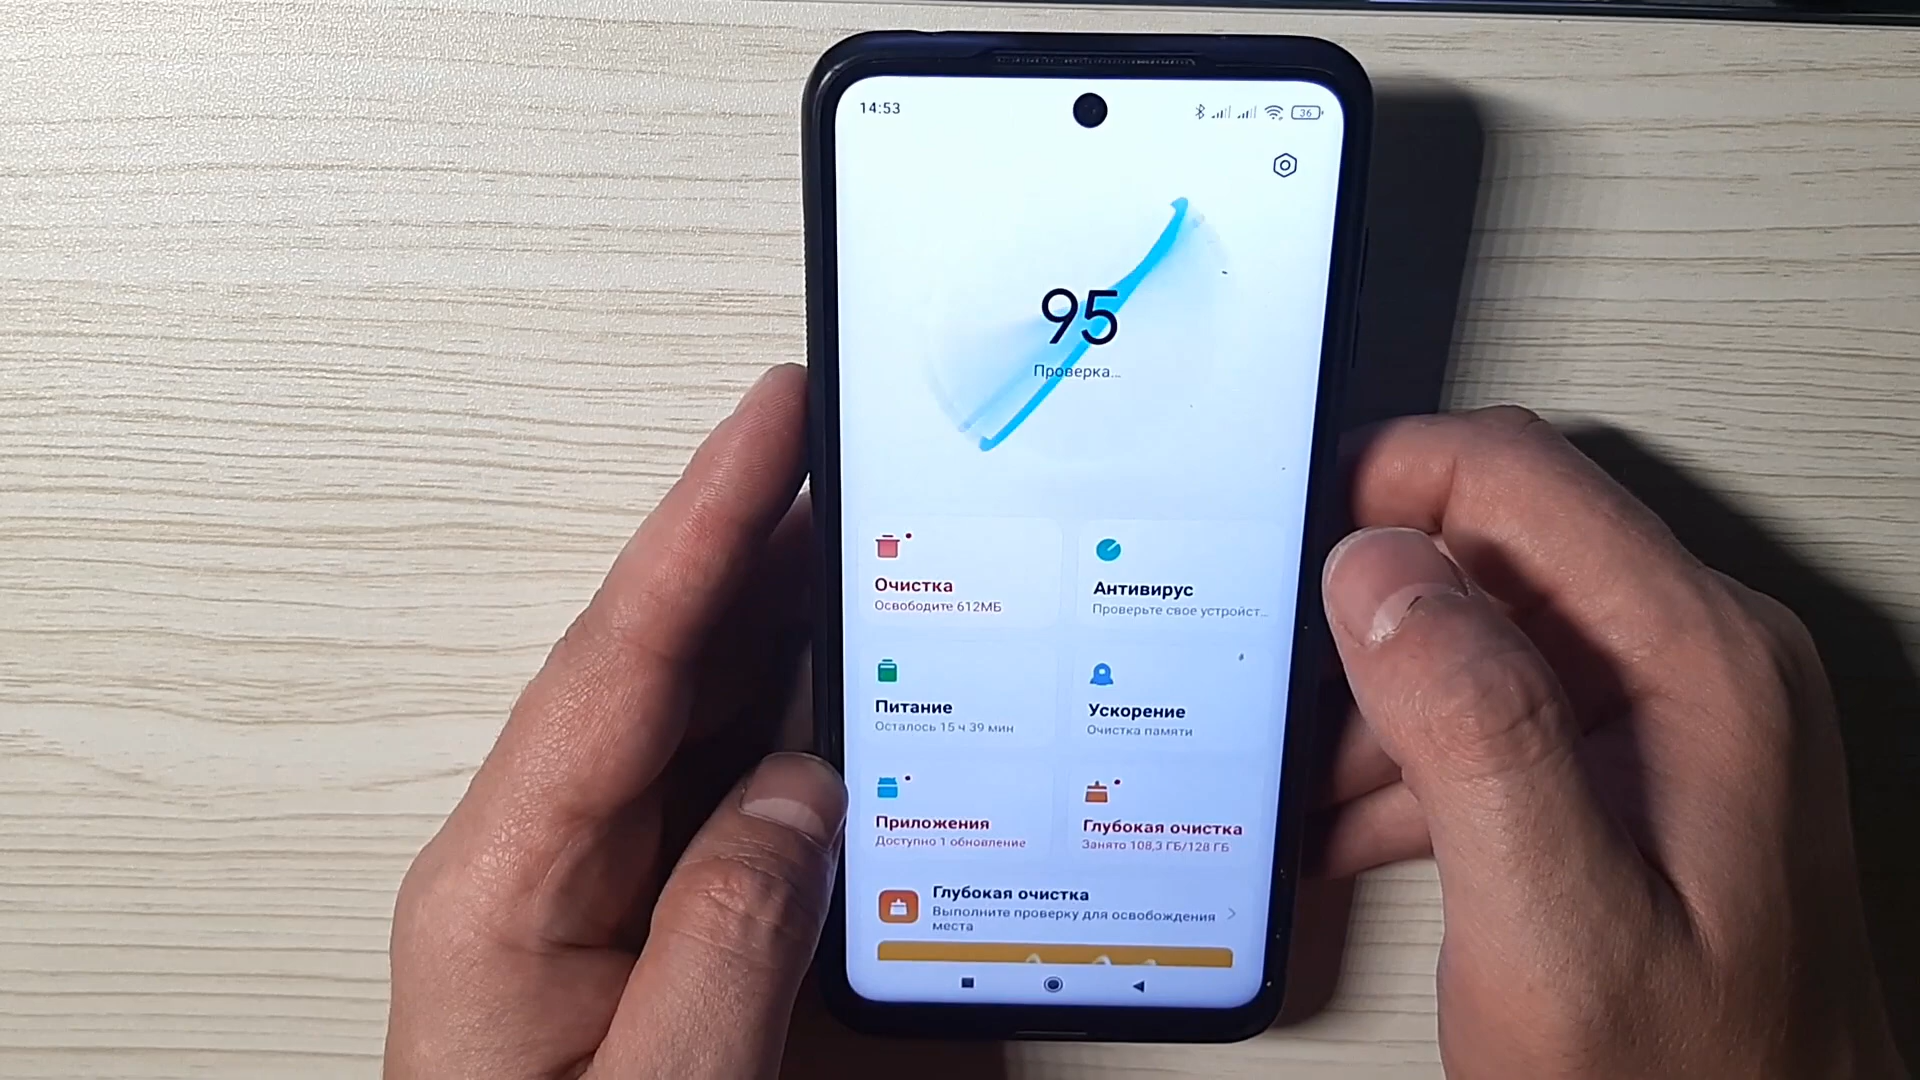 14:53
36
95
Проверка...
Очистка
Освободите 612МБ
Антивирус
Проверьте свое устройст...
Питание
Осталось 15 ч 39 мин
Ускорение
Очистка памяти
Приложения
Доступно 1 обновление
Глубокая очистка
Занято 108,3 ГБ/128 ГБ
Глубокая очистка
Выполните проверку для освобождения
места